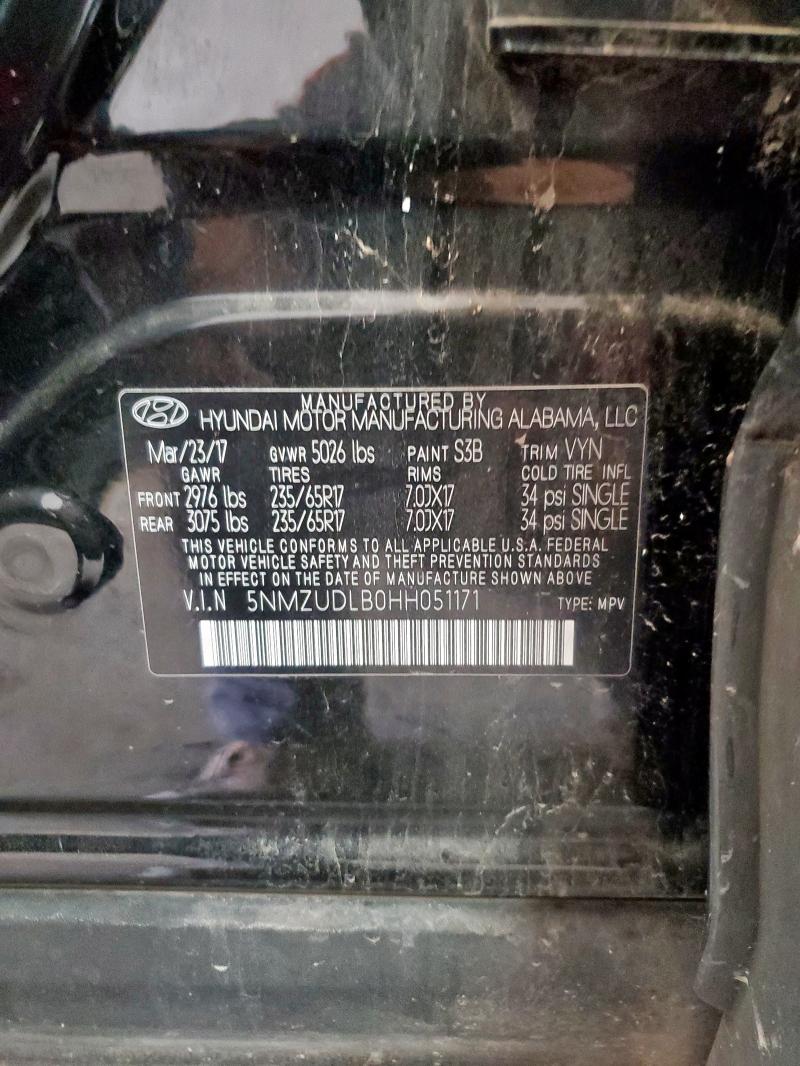 MANUFACTURED BY
HYUNDAI MOTOR MANUFACTURING ALABAMA, LLC
Mar/23/17 GVWR 5026 lbs PAINT S3B TRIM VYN
GAWR TIRES RIMS COLD TIRE INFL
FRONT 2976 lbs 235/65R17 7.0JX17 34 psi SINGLE
REAR 3075 lbs 235/65R17 7.0JX17 34 psi SINGLE
THIS VEHICLE CONFORMS TO ALL APPLICABLE U.S.A. FEDERAL
MOTOR VEHICLE SAFETY AND THEFT PREVENTION STANDARDS
IN EFFECT ON THE DATE OF MANUFACTURE SHOWN ABOVE
V.I.N 5NMZUDLB0HH051171 TYPE: MPV